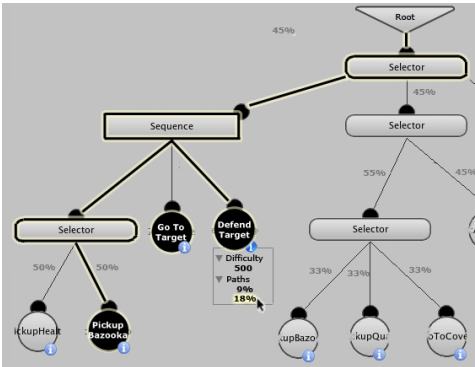 Root
45%
Selector
45%
Sequence
Selector
55%
45%
Selector
Go To
Target
Defend
Target
Selector
Difficulty
500
Paths
9%
18%
50%
50%
33%
33%
33%
ickupHealt
Pickup
Bazooka
kupBazo
kupQua
oToCove